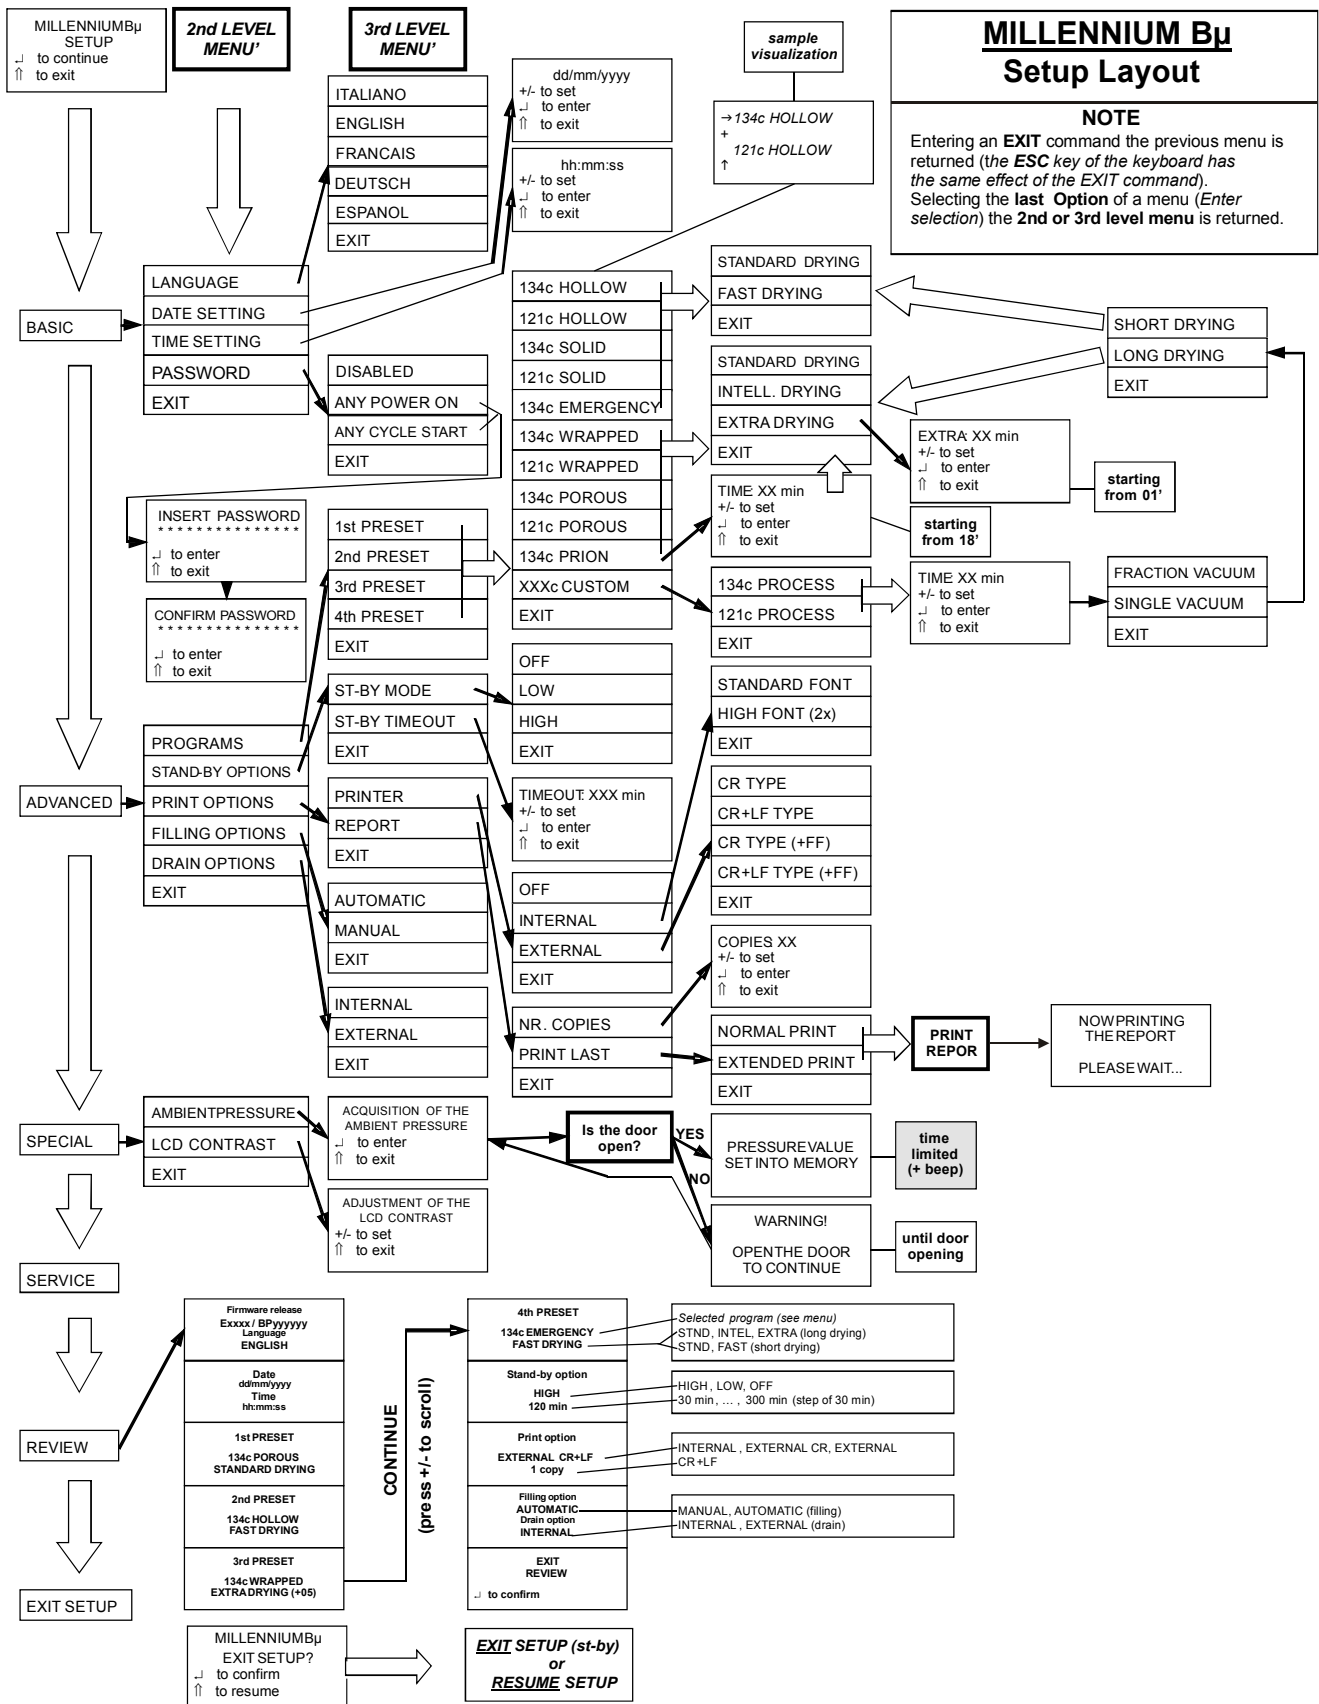 MILLENNIUMBµ
SETUP
↵ to continue
⇑ to exit
2nd LEVEL
MENU'
3rd LEVEL
MENU'
sample
visualization
MILLENNIUM Bµ
Setup Layout
NOTE
Entering an EXIT command the previous menu is
returned (the ESC key of the keyboard has
the same effect of the EXIT command).
Selecting the last Option of a menu (Enter
selection) the 2nd or 3rd level menu is returned.
→134c HOLLOW
+
121c HOLLOW
↑
ITALIANO
ENGLISH
FRANCAIS
DEUTSCH
ESPANOL
EXIT
dd/mm/yyyy
+/- to set
↵ to enter
⇑ to exit
hh:mm:ss
+/- to set
↵ to enter
⇑ to exit
BASIC
LANGUAGE
DATE SETTING
TIME SETTING
PASSWORD
EXIT
DISABLED
ANY POWER ON
ANY CYCLE START
EXIT
INSERT PASSWORD
* * * * * * * * * * * * * * *
↵ to enter
⇑ to exit
CONFIRM PASSWORD
* * * * * * * * * * * * * * *
↵ to enter
⇑ to exit
1st PRESET
2nd PRESET
3rd PRESET
4th PRESET
EXIT
134c HOLLOW
121c HOLLOW
134c SOLID
121c SOLID
134c EMERGENCY
134c WRAPPED
121c WRAPPED
134c POROUS
121c POROUS
134c PRION
XXXc CUSTOM
EXIT
STANDARD DRYING
FAST DRYING
EXIT
STANDARD DRYING
INTELL. DRYING
EXTRA DRYING
EXIT
SHORT DRYING
LONG DRYING
EXIT
EXTRA: XX min
+/- to set
↵ to enter
⇑ to exit
starting
from 01'
TIME: XX min
+/- to set
↵ to enter
⇑ to exit
starting
from 18'
134c PROCESS
121c PROCESS
EXIT
TIME: XX min
+/- to set
↵ to enter
⇑ to exit
FRACTION. VACUUM
SINGLE VACUUM
EXIT
ADVANCED
PROGRAMS
STAND-BY OPTIONS
PRINT OPTIONS
FILLING OPTIONS
DRAIN OPTIONS
EXIT
ST-BY MODE
ST-BY TIMEOUT
EXIT
OFF
LOW
HIGH
EXIT
TIMEOUT: XXX min
+/- to set
↵ to enter
⇑ to exit
PRINTER
REPORT
EXIT
AUTOMATIC
MANUAL
EXIT
INTERNAL
EXTERNAL
EXIT
OFF
INTERNAL
EXTERNAL
EXIT
NR. COPIES
PRINT LAST
EXIT
STANDARD FONT
HIGH FONT (2x)
EXIT
CR TYPE
CR+LF TYPE
CR TYPE (+FF)
CR+LF TYPE (+FF)
EXIT
COPIES: XX
+/- to set
↵ to enter
⇑ to exit
NORMAL PRINT
EXTENDED PRINT
EXIT
PRINT
REPOR
NOW PRINTING
THE REPORT
PLEASE WAIT...
SPECIAL
AMBIENT PRESSURE
LCD CONTRAST
EXIT
ACQUISITION OF THE
AMBIENT PRESSURE
↵ to enter
⇑ to exit
ADJUSTMENT OF THE
LCD CONTRAST
+/- to set
⇑ to exit
Is the door
open?
YES
NO
PRESSURE VALUE
SET INTO MEMORY
time
limited
(+ beep)
WARNING!
OPEN THE DOOR
TO CONTINUE
until door
opening
SERVICE
REVIEW
EXIT SETUP
Firmware release
Exxxx / BPyyyyyy
Language
ENGLISH
Date
dd/mm/yyyy
Time
hh:mm:ss
1st PRESET
134c POROUS
STANDARD DRYING
2nd PRESET
134c HOLLOW
FAST DRYING
3rd PRESET
134c WRAPPED
EXTRA DRYING (+05)
CONTINUE
(press +/- to scroll)
4th PRESET
134c EMERGENCY
FAST DRYING
Stand-by option
HIGH
120 min
Print option
EXTERNAL CR+LF
1 copy
Filling option
AUTOMATIC
Drain option
INTERNAL
EXIT
REVIEW
↵ to confirm
Selected program (see menu)
STND, INTEL, EXTRA (long drying)
STND, FAST (short drying)
HIGH, LOW, OFF
30 min, ... , 300 min (step of 30 min)
INTERNAL, EXTERNAL CR, EXTERNAL
CR+LF
MANUAL, AUTOMATIC (filling)
INTERNAL, EXTERNAL (drain)
MILLENNIUMBµ
EXIT SETUP?
↵ to confirm
⇑ to resume
EXIT SETUP (st-by)
or
RESUME SETUP